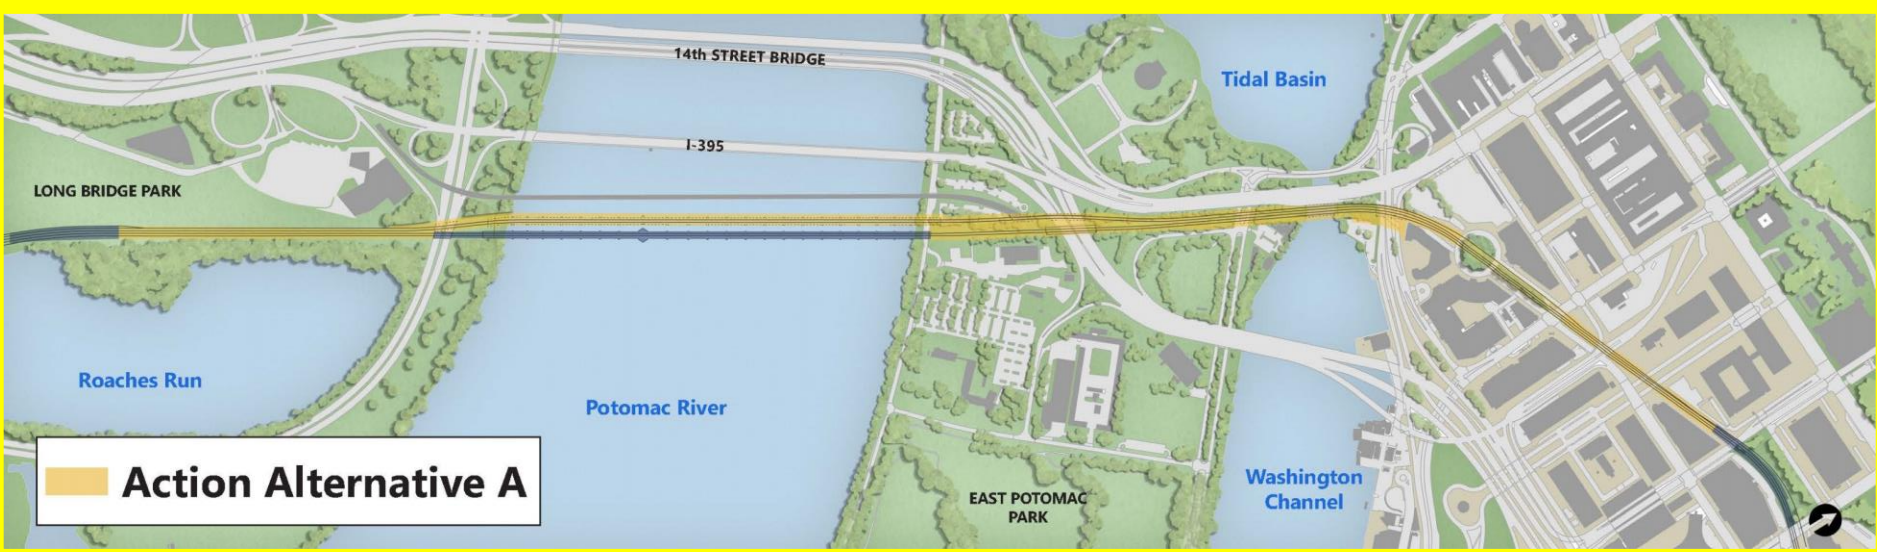 14th STREET BRIDGE
Tidal Basin
I-395
LONG BRIDGE PARK
Roaches Run
Potomac River
Action Alternative A
EAST POTOMAC
PARK
Washington
Channel